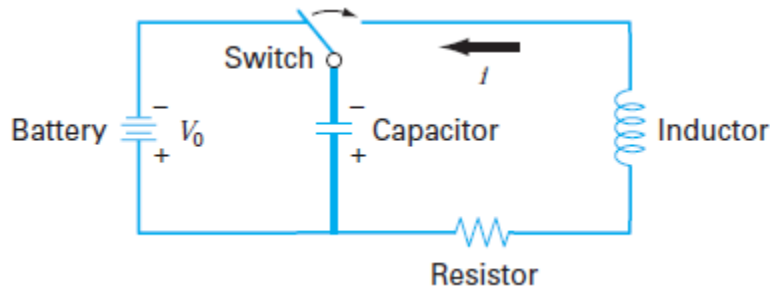 Switch
i
Battery
−
+
V0
−
+
Capacitor
Inductor
Resistor